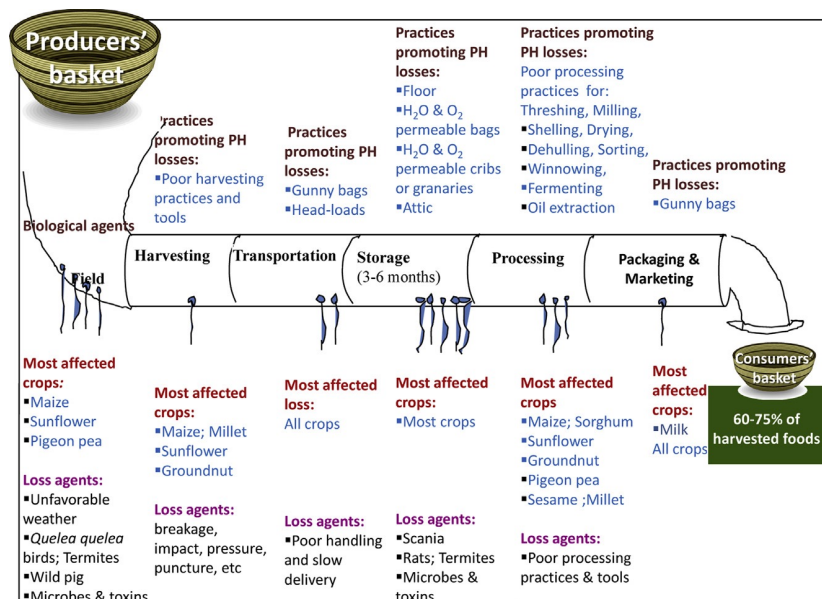 Producers’
basket
Practices
promoting PH
losses:
▪Poor harvesting
practices and
tools
Practices
promoting PH
losses:
▪Gunny bags
▪Head-loads
Practices
promoting PH
losses:
▪Floor
▪H2O & O2
permeable bags
▪H2O & O2
permeable cribs
or granaries
▪Attic
Practices promoting
PH losses:
Poor processing
practices for:
Threshing, Milling,
▪Shelling, Drying,
▪Dehulling, Sorting,
▪Winnowing,
▪Fermenting
▪Oil extraction
Practices promoting
PH losses:
▪Gunny bags
Biological agents
Field
Harvesting
Transportation
Storage
(3-6 months)
Processing
Packaging &
Marketing
Consumers’
basket
60-75% of
harvested foods
Most affected
crops:
▪Maize
▪Sunflower
▪Pigeon pea
Loss agents:
▪Unfavorable
weather
▪Quelea quelea
birds; Termites
▪Wild pig
▪Microbes & toxins
Most affected
crops:
▪Maize; Millet
▪Sunflower
▪Groundnut
Loss agents:
breakage,
impact, pressure,
puncture, etc
Most affected
loss:
All crops
Loss agents:
▪Poor handling
and slow
delivery
Most affected
crops:
▪Most crops
Loss agents:
▪Scania
▪Rats; Termites
▪Microbes &
toxins
Most affected
crops
▪Maize; Sorghum
▪Sunflower
▪Groundnut
▪Pigeon pea
▪Sesame ;Millet
Loss agents:
▪Poor processing
practices & tools
Most
affected
crops:
▪Milk
All crops